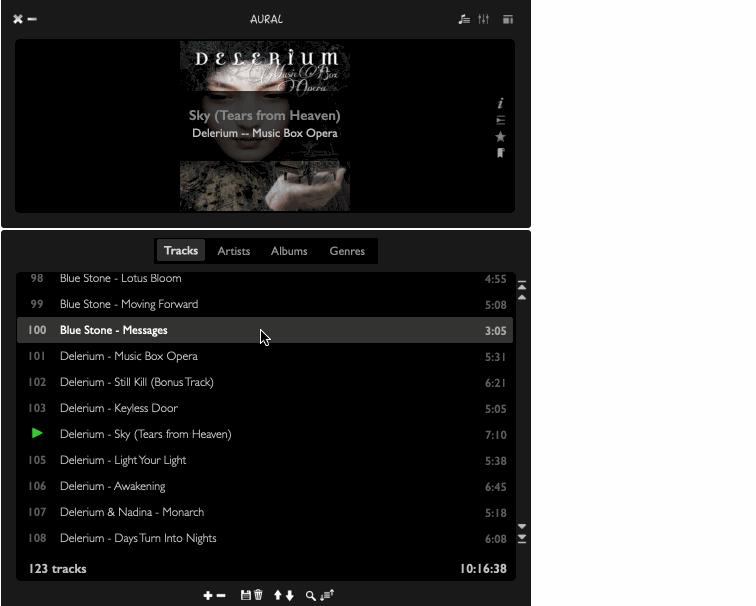 AURAL
DELERIUM
Music Box
Opera
Sky (Tears from Heaven)
Delerium -- Music Box Opera
Tracks Artists Albums Genres
98 Blue Stone - Lotus Bloom 4:55
99 Blue Stone - Moving Forward 5:08
100 Blue Stone - Messages 3:05
101 Delerium - Music Box Opera 5:31
102 Delerium - Still Kill (Bonus Track) 6:21
103 Delerium - Keyless Door 5:05
Delerium - Sky (Tears from Heaven) 7:10
105 Delerium - Light Your Light 5:38
106 Delerium - Awakening 6:45
107 Delerium & Nadina - Monarch 5:18
108 Delerium - Days Turn Into Nights 6:08
123 tracks 10:16:38